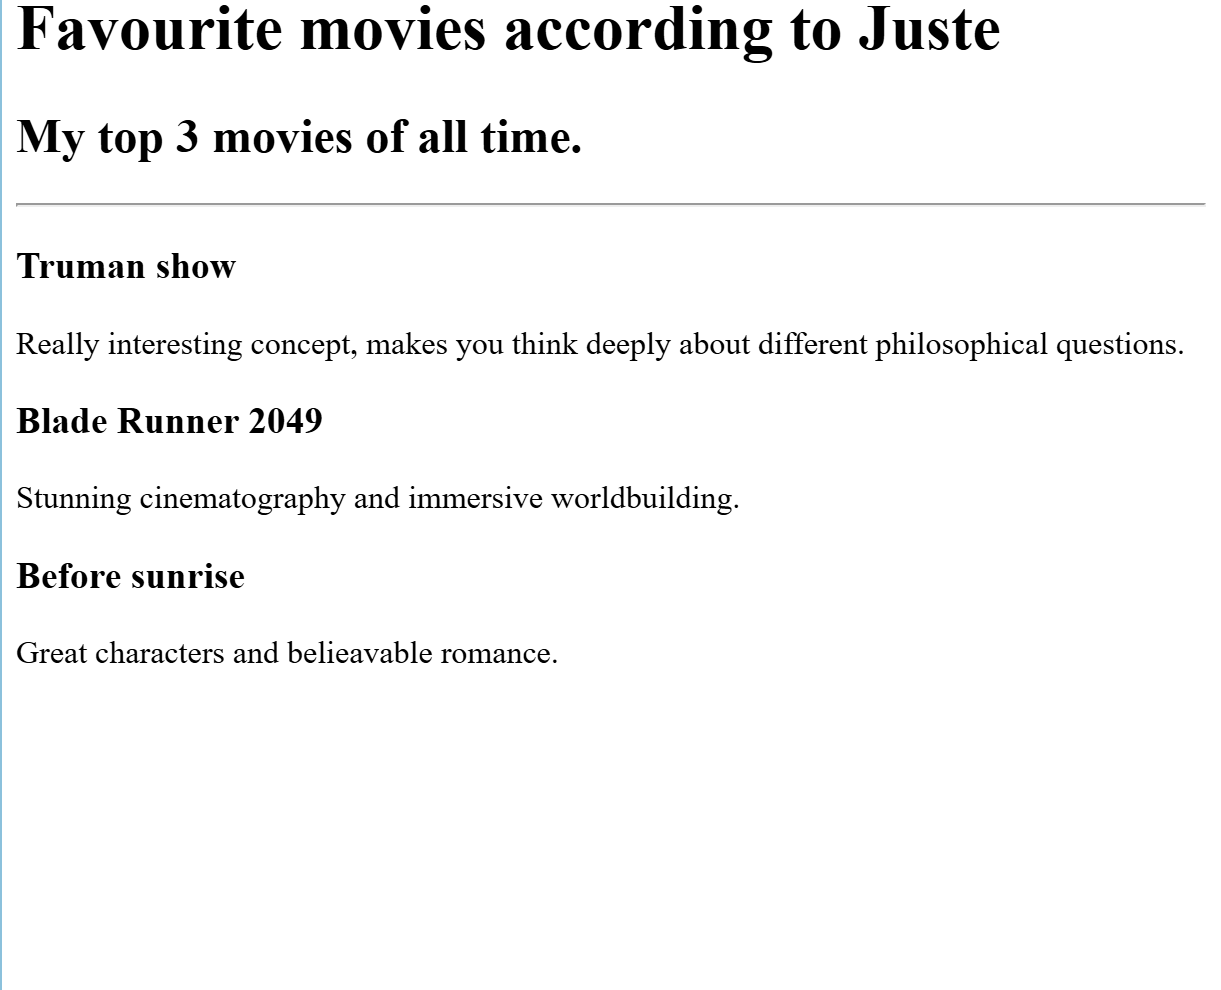 Favourite movies according to Juste
My top 3 movies of all time.
Truman show
Really interesting concept, makes you think deeply about different philosophical questions.
Blade Runner 2049
Stunning cinematography and immersive worldbuilding.
Before sunrise
Great characters and belieavable romance.